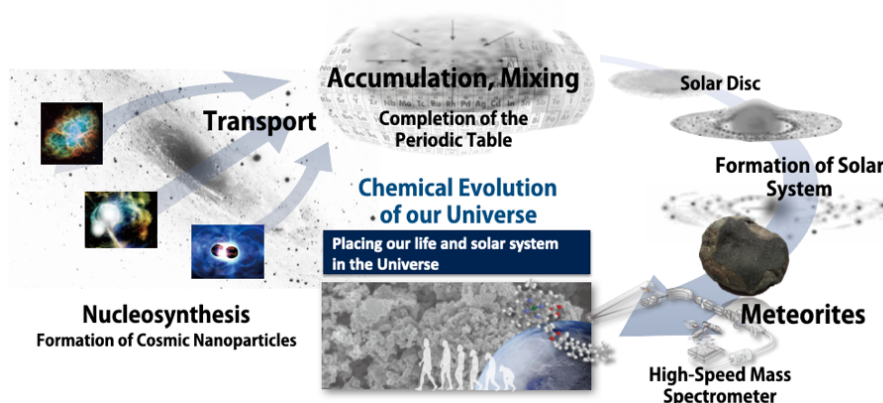 Accumulation, Mixing
Completion of the
Periodic Table
Transport
Solar Disc
Formation of Solar
System
Chemical Evolution
of our Universe
Placing our life and solar system
in the Universe
Nucleosynthesis
Formation of Cosmic Nanoparticles
Meteorites
High-Speed Mass
Spectrometer